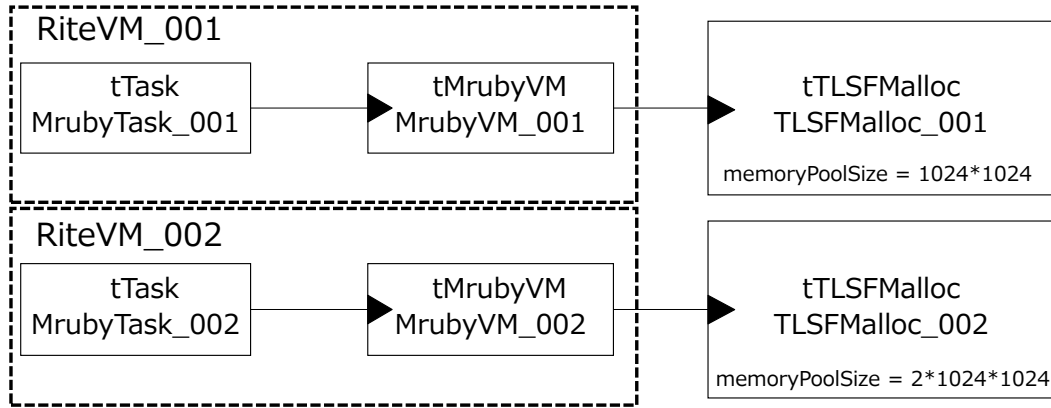 RiteVM_001
tTask
MrubyTask_001
tMrubyVM
MrubyVM_001
tTLSFMalloc
TLSFMalloc_001
memoryPoolSize = 1024*1024
RiteVM_002
tTask
MrubyTask_002
tMrubyVM
MrubyVM_002
tTLSFMalloc
TLSFMalloc_002
memoryPoolSize = 2*1024*1024